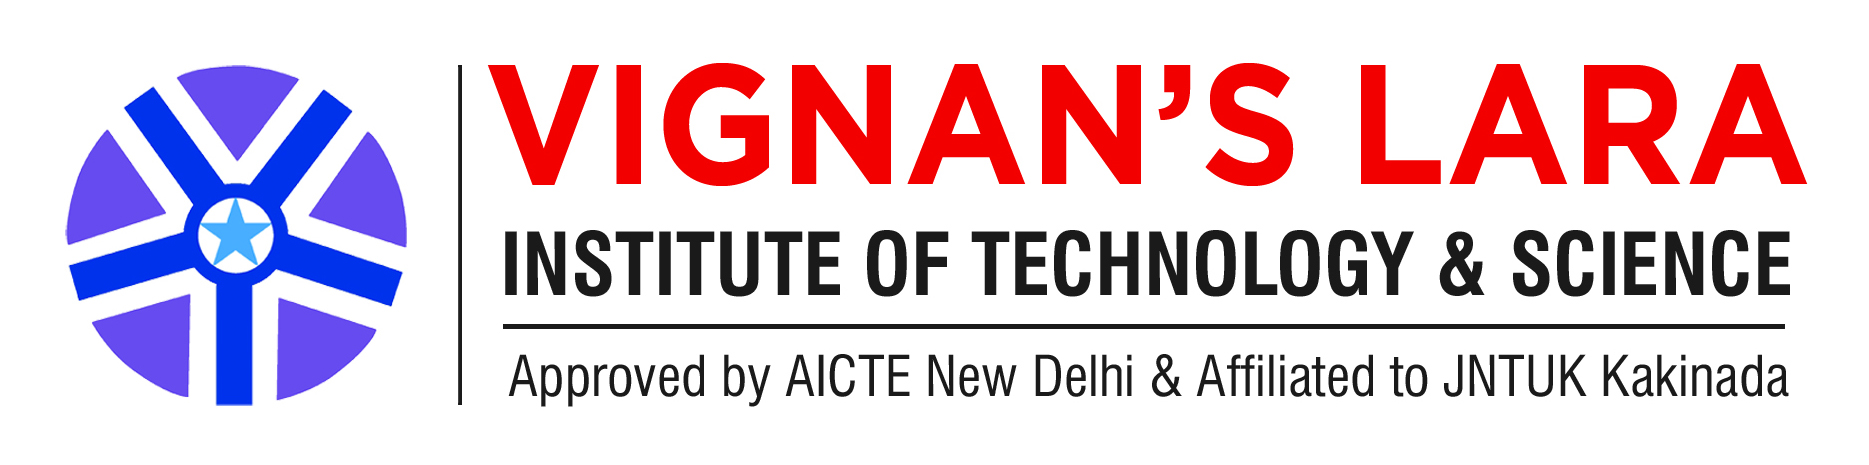 VIGNAN'S LARA
INSTITUTE OF TECHNOLOGY & SCIENCE
Approved by AICTE New Delhi & Affiliated to JNTUK Kakinada